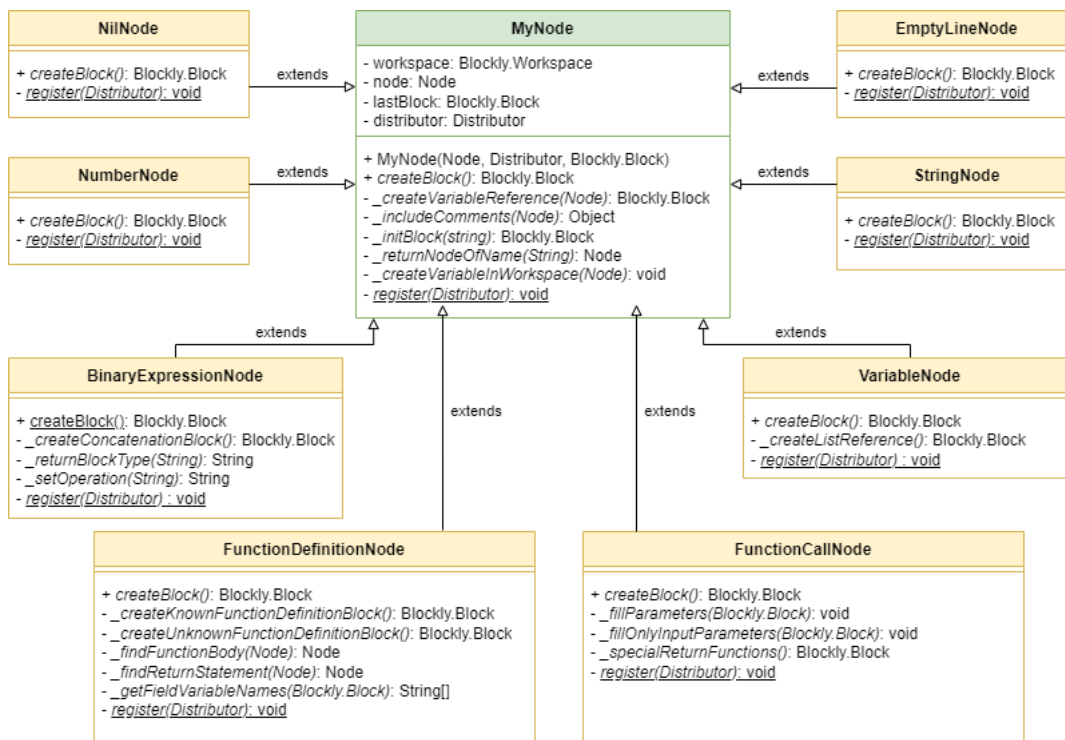 NilNode
+ createBlock(): Blockly.Block
- register(Distributor): void
extends
MyNode
- workspace: Blockly.Workspace
- node: Node
- lastBlock: Blockly.Block
- distributor: Distributor
+ MyNode(Node, Distributor, Blockly.Block)
+ createBlock(): Blockly.Block
- _createVariableReference(Node): Blockly.Block
- _includeComments(Node): Object
- _initBlock(string): Blockly.Block
- _returnNodeOfName(String): Node
- _createVariableInWorkspace(Node): void
- register(Distributor): void
EmptyLineNode
+ createBlock(): Blockly.Block
- register(Distributor): void
extends
NumberNode
+ createBlock(): Blockly.Block
- register(Distributor): void
extends
StringNode
+ createBlock(): Blockly.Block
- register(Distributor): void
extends
BinaryExpressionNode
+ createBlock(): Blockly.Block
- _createConcatenationBlock(): Blockly.Block
- _returnBlockType(String): String
- _setOperation(String): String
- register(Distributor) : void
extends
VariableNode
+ createBlock(): Blockly.Block
- _createListReference(): Blockly.Block
- register(Distributor) : void
extends
FunctionDefinitionNode
+ createBlock(): Blockly.Block
- _createKnownFunctionDefinitionBlock(): Blockly.Block
- _createUnknownFunctionDefinitionBlock(): Blockly.Block
- _findFunctionBody(Node): Node
- _findReturnStatement(Node): Node
- _getFieldVariableNames(Blockly.Block): String[]
- register(Distributor): void
extends
FunctionCallNode
+ createBlock(): Blockly.Block
- _fillParameters(Blockly.Block): void
- _fillOnlyInputParameters(Blockly.Block): void
- _specialReturnFunctions(): Blockly.Block
- register(Distributor): void
extends